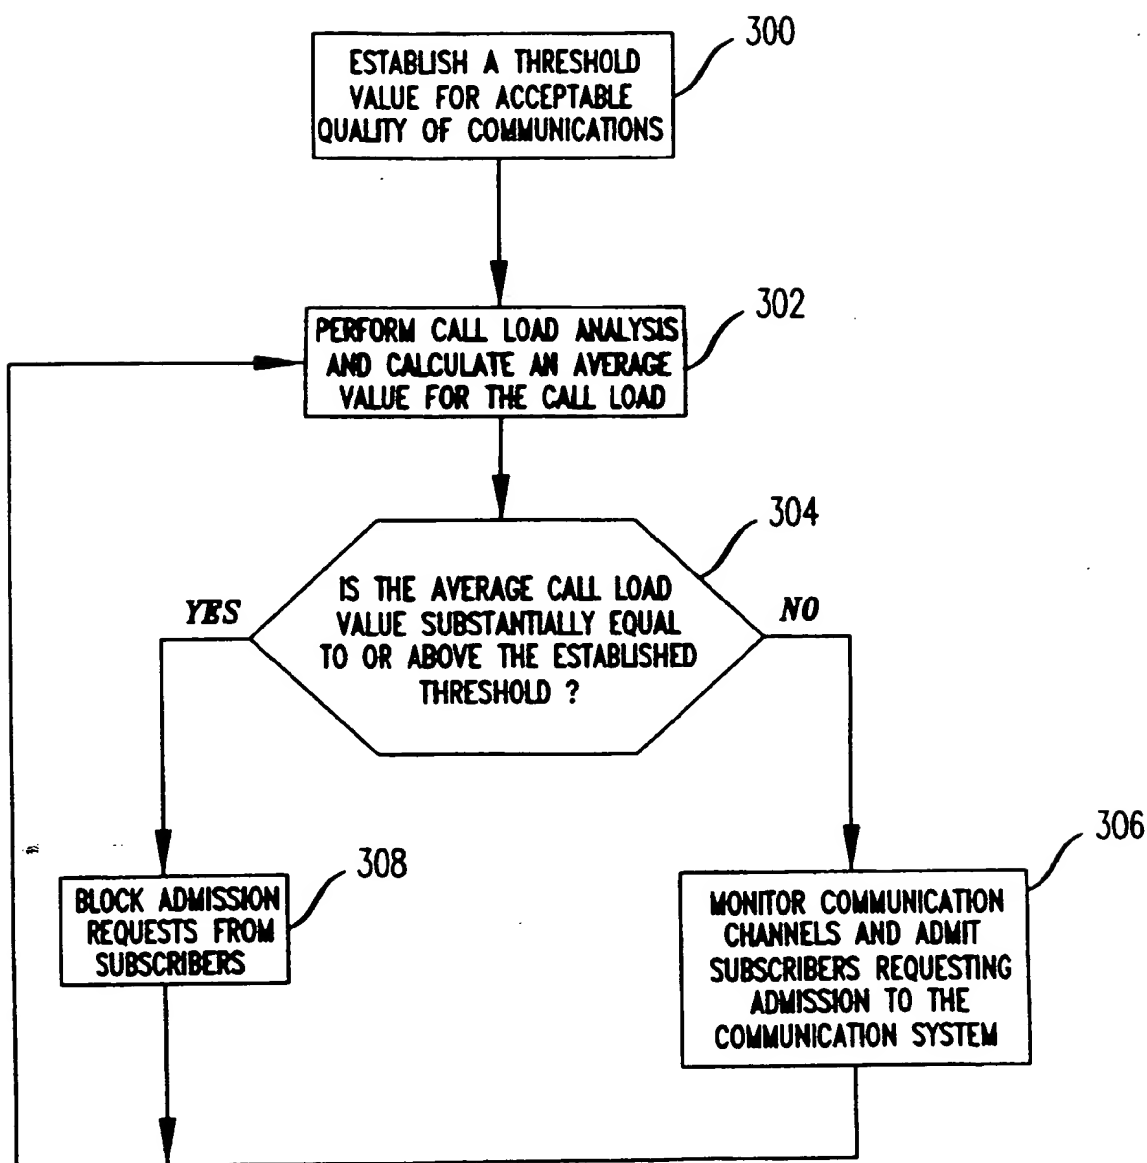 300
ESTABLISH A THRESHOLD
VALUE FOR ACCEPTABLE
QUALITY OF COMMUNICATIONS
302
PERFORM CALL LOAD ANALYSIS
AND CALCULATE AN AVERAGE
VALUE FOR THE CALL LOAD
304
IS THE AVERAGE CALL LOAD
VALUE SUBSTANTIALLY EQUAL
TO OR ABOVE THE ESTABLISHED
THRESHOLD ?
YES
NO
308
BLOCK ADMISSION
REQUESTS FROM
SUBSCRIBERS
306
MONITOR COMMUNICATION
CHANNELS AND ADMIT
SUBSCRIBERS REQUESTING
ADMISSION TO THE
COMMUNICATION SYSTEM